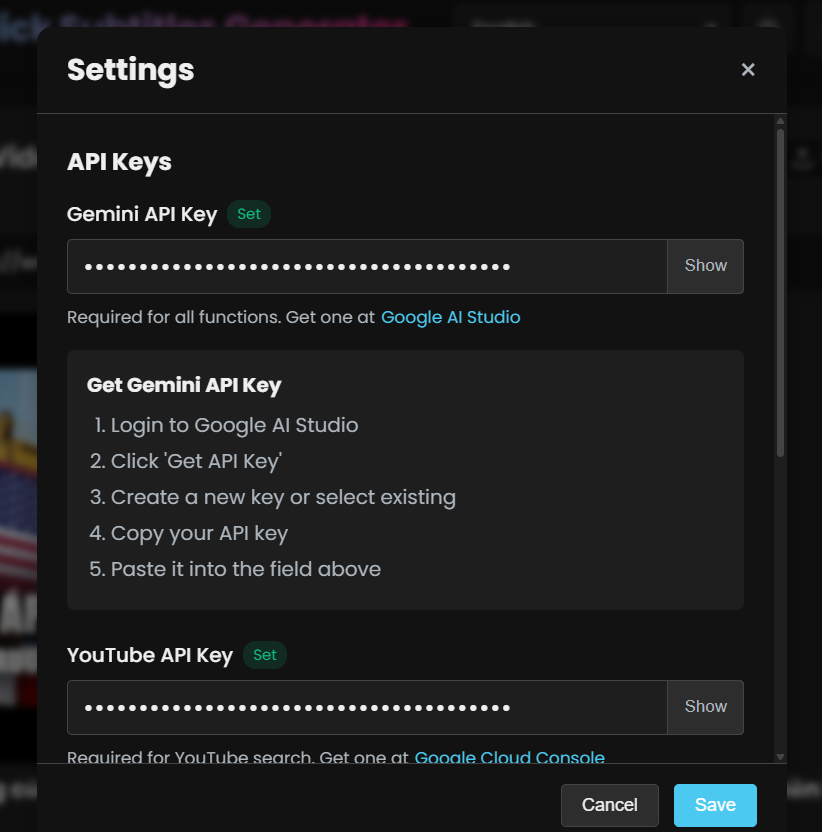 Subtitles Generator
Settings
×
API Keys
Gemini API Key Set
••••••••••••••••••••••••••••••••••••••• Show
Required for all functions. Get one at Google AI Studio
Get Gemini API Key
1. Login to Google AI Studio
2. Click 'Get API Key'
3. Create a new key or select existing
4. Copy your API key
5. Paste it into the field above
YouTube API Key Set
••••••••••••••••••••••••••••••••••••••• Show
Required for YouTube search. Get one at Google Cloud Console
Cancel Save